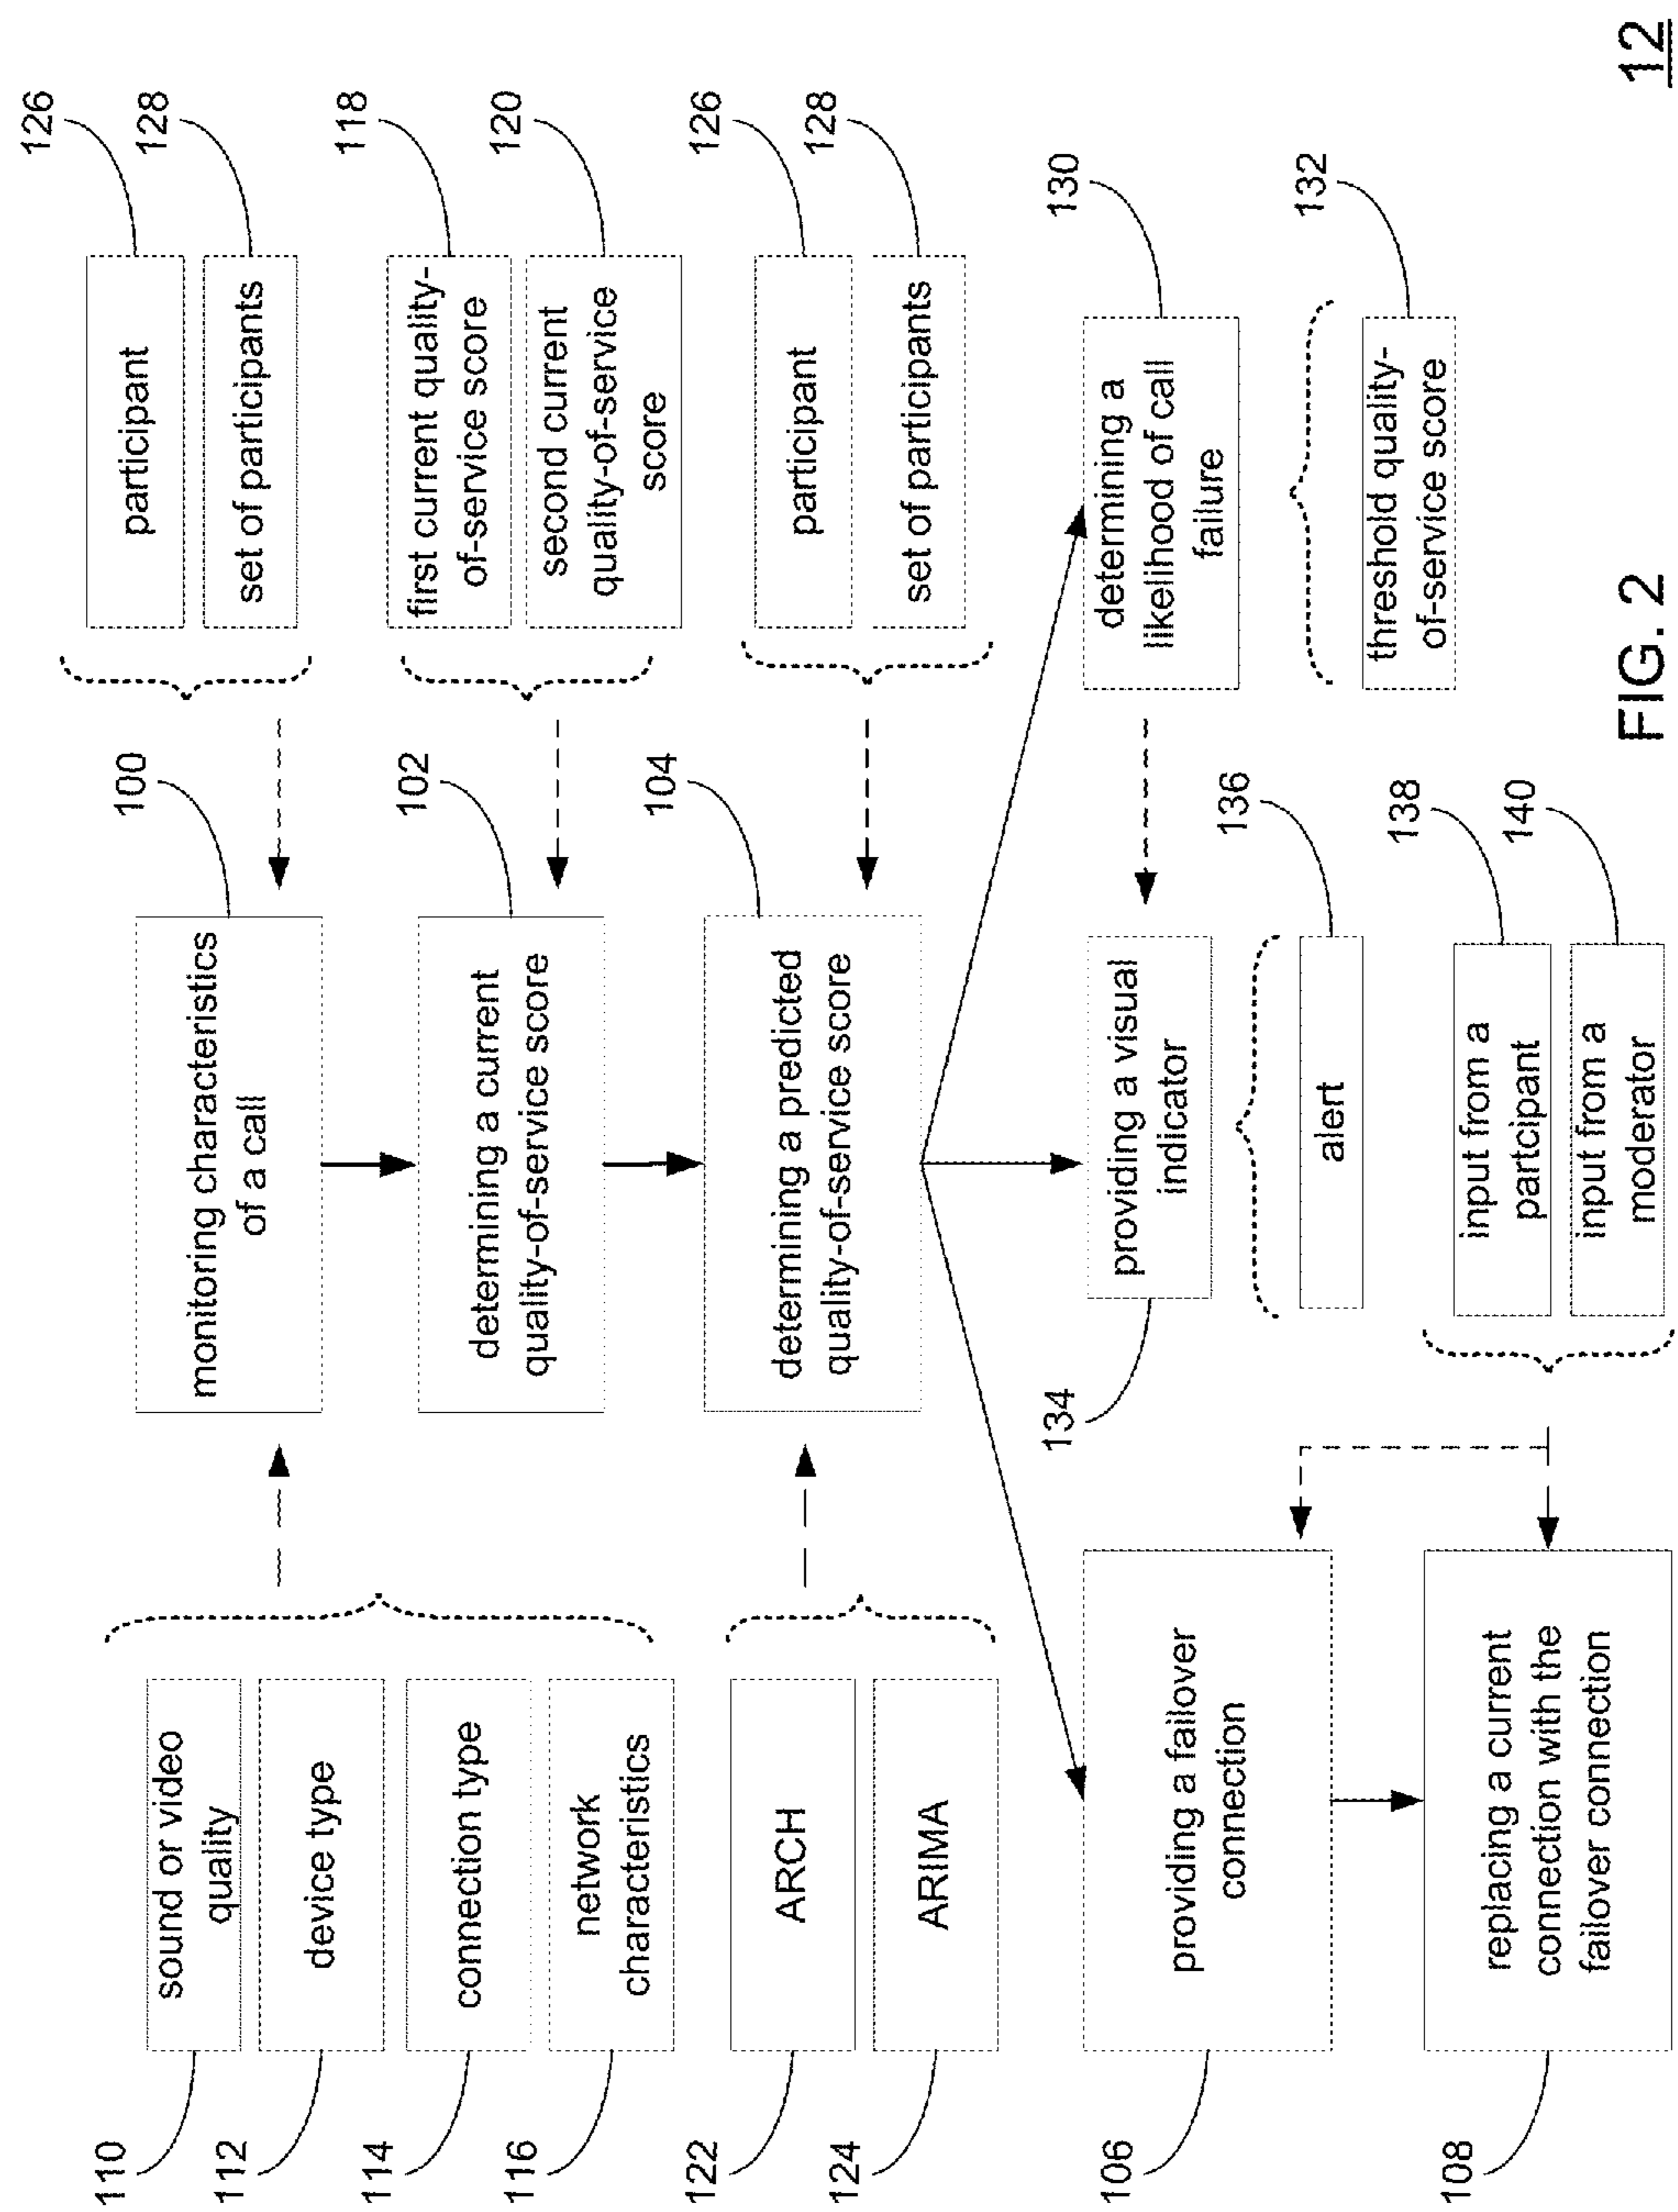 110
sound or video
quality
112
device type
114
connection type
116
network
characteristics
100
monitoring characteristics
of a call
126
participant
128
set of participants
102
determining a current
quality-of-service score
118
first current quality-
of-service score
120
second current
quality-of-service
score
122
ARCH
124
ARIMA
104
determining a predicted
quality-of-service score
126
participant
128
set of participants
106
providing a failover
connection
134
providing a visual
indicator
130
determining a
likelihood of call
failure
136
alert
132
threshold quality-
of-service score
108
replacing a current
connection with the
failover connection
138
input from a
partcipant
140
input from a
moderator
FIG. 2
12